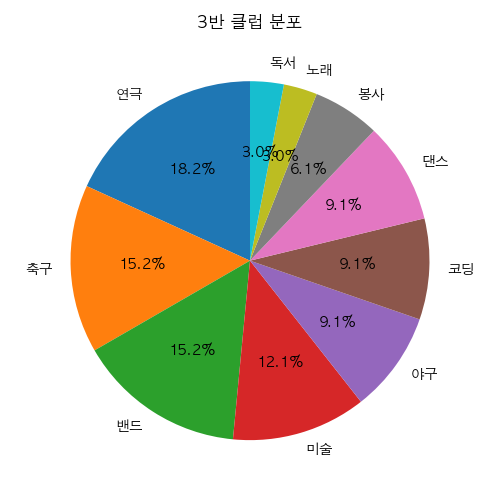 3반 클럽 분포
독서
노래
연극
봉사
댄스
축구
코딩
야구
밴드
미술
3.0%
3.0%
18.2%
6.1%
9.1%
15.2%
9.1%
9.1%
15.2%
12.1%